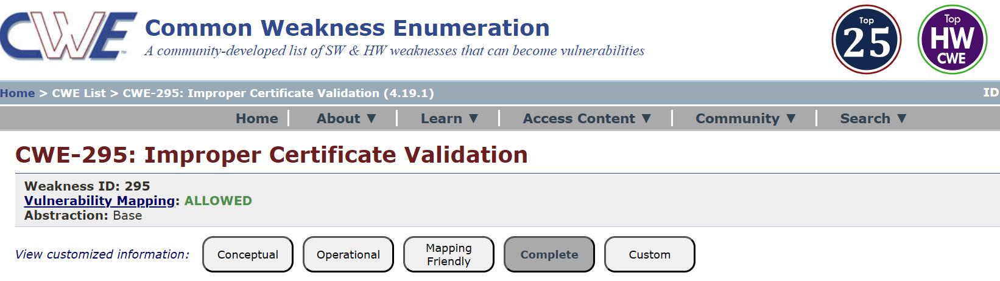 CWE™
Common Weakness Enumeration
A community-developed list of SW & HW weaknesses that can become vulnerabilities
Top
25
Top
HW
CWE
Home > CWE List > CWE-295: Improper Certificate Validation (4.19.1)
ID
Home
About ▼
Learn ▼
Access Content ▼
Community ▼
Search ▼
CWE-295: Improper Certificate Validation
Weakness ID: 295
Vulnerability Mapping: ALLOWED
Abstraction: Base
View customized information:
Conceptual
Operational
Mapping
Friendly
Complete
Custom